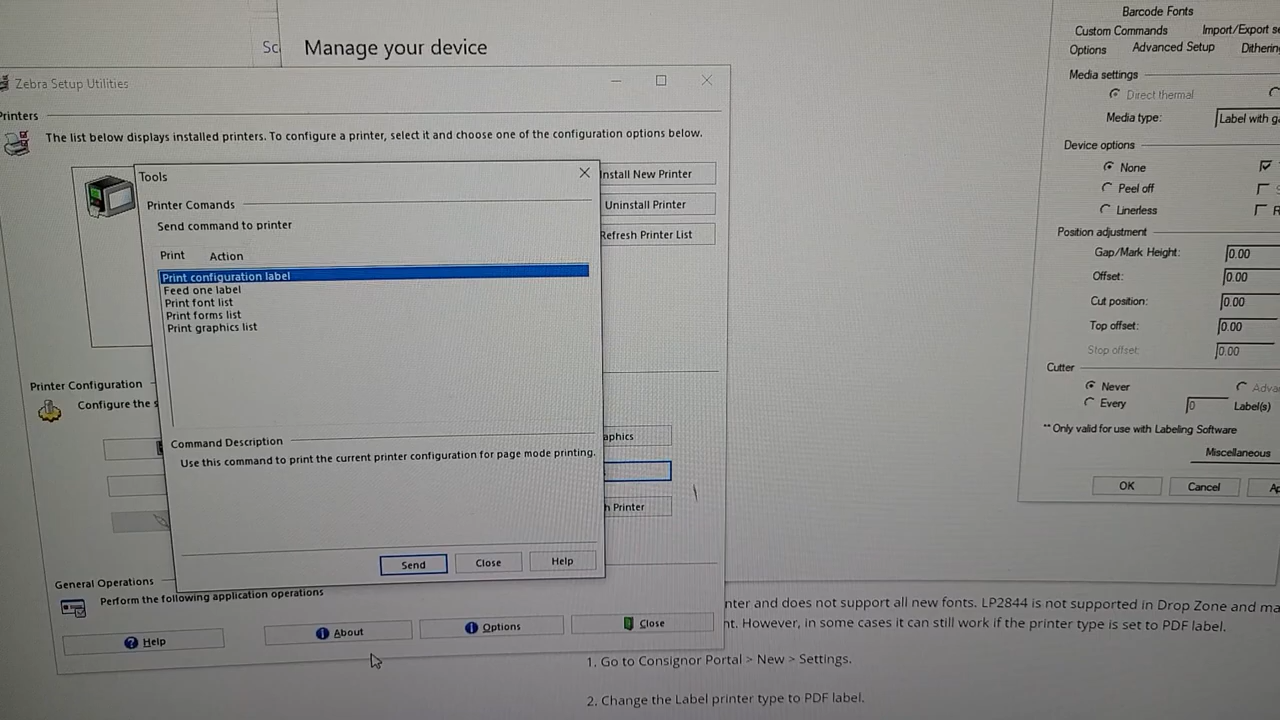 Manage your device
Zebra Setup Utilities
Printers
The list below displays installed printers. To configure a printer, select it and choose one of the configuration options below.
Install New Printer
Uninstall Printer
Refresh Printer List
Tools
Printer Comands
Send command to printer
Print
Action
Print configuration label
Feed one label
Print font list
Print forms list
Print graphics list
Command Description
Use this command to print the current printer configuration for page mode printing.
Send
Close
Help
Printer Configuration
Configure the s
aphics
h Printer
General Operations
Perform the following application operations
Help
About
Options
Close
Barcode Fonts
Custom Commands
Import/Export se
Options
Advanced Setup
Ditherin
Media settings
Direct thermal
Media type:
Label with ga
Device options
None
Peel off
Linerless
Position adjustment
Gap/Mark Height:
0.00
Offset:
0.00
Cut position:
0.00
Top offset:
0.00
Stop offset:
0.00
Cutter
Never
Adva
Every
0
Label(s)
** Only valid for use with Labeling Software
Miscellaneous
OK
Cancel
Ap
nter and does not support all new fonts. LP2844 is not supported in Drop Zone and ma
nt. However, in some cases it can still work if the printer type is set to PDF label.
1. Go to Consignor Portal > New > Settings.
2. Change the Label printer type to PDF label.